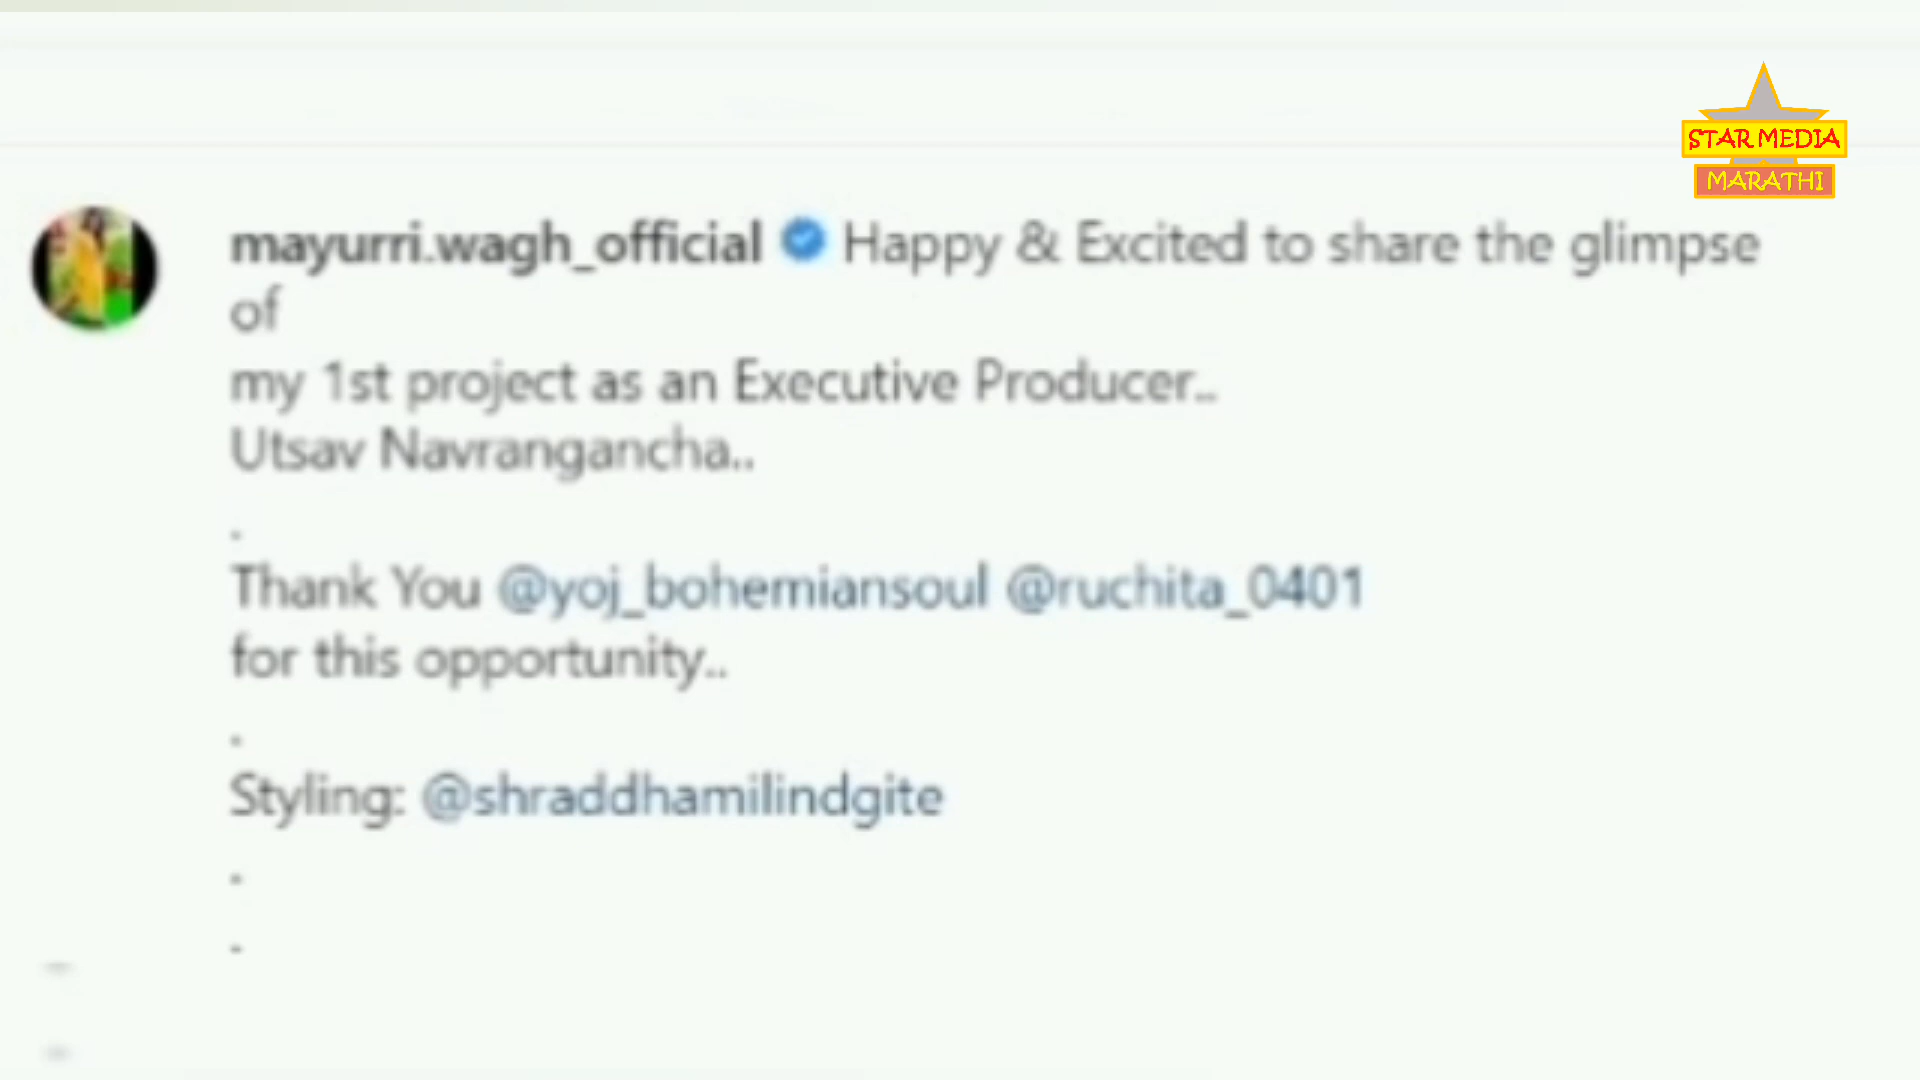 STAR MEDIA
MARATHI
mayurri.wagh_official Happy & Excited to share the glimpse
of
my 1st project as an Executive Producer..
Utsav Navrangancha..
.
Thank You @yoj_bohemiansoul @ruchita_0401
for this opportunity..
.
Styling: @shraddhamilindgite
.
.